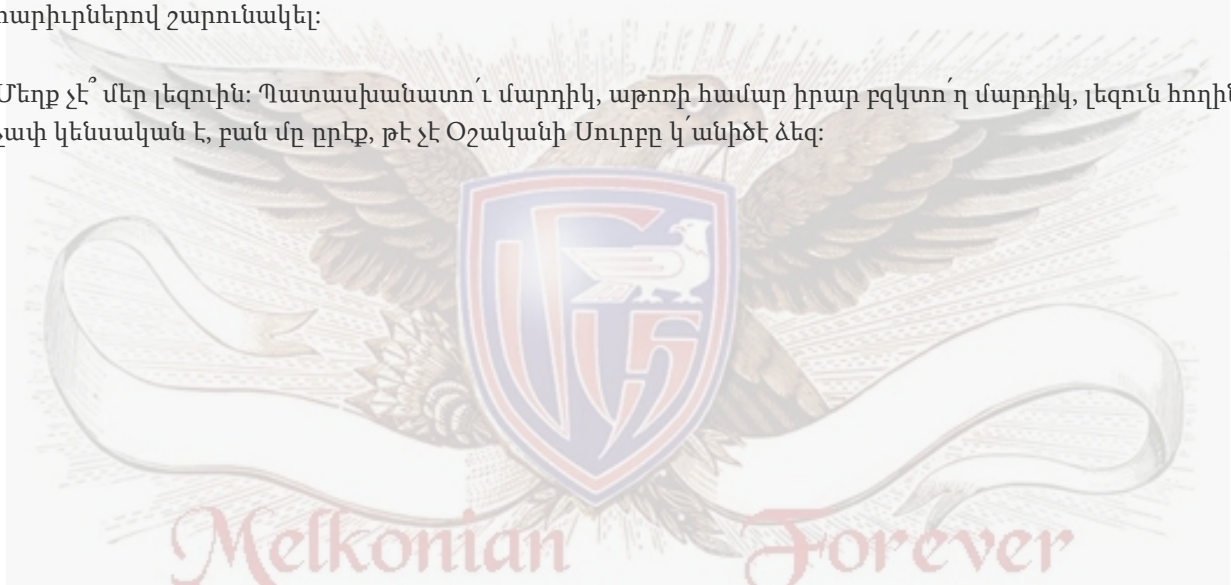 հարիւրներով շարունակել:
Մեղք չէ՞ մեր լեզուին: Պատասխանատո՛ւ մարդիկ, աթոռի համար իրար բզկտո՛ղ մարդիկ, լեզուն հողին
չափ կենսական է, բան մը ըրէք, թէ չէ Օշականի Սուրբը կ՛անիծէ ձեզ:
Melkonian Forever